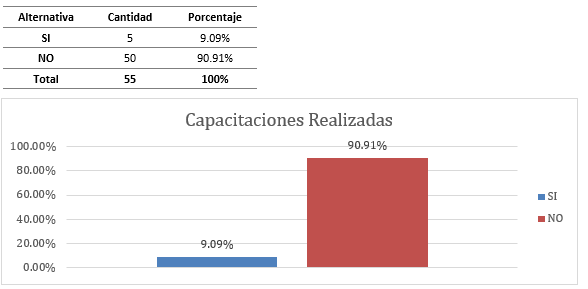 Alternativa Cantidad Porcentaje
SI 5 9.09%
NO 50 90.91%
Total 55 100%
Capacitaciones Realizadas
100.00%
80.00%
60.00%
40.00%
20.00%
0.00%
9.09%
90.91%
SI
NO